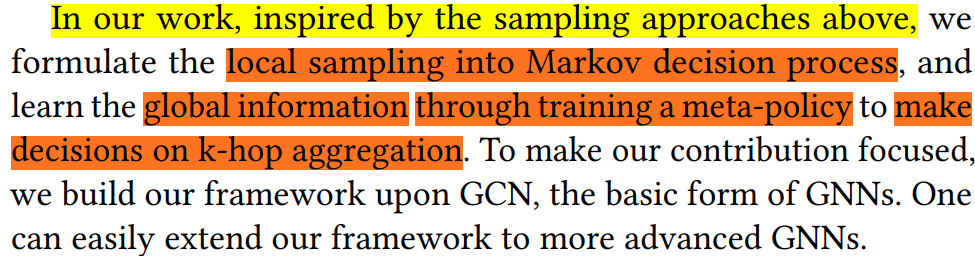 In our work, inspired by the sampling approaches above, we
formulate the local sampling into Markov decision process, and
learn the global information through training a meta-policy to make
decisions on k-hop aggregation. To make our contribution focused,
we build our framework upon GCN, the basic form of GNNs. One
can easily extend our framework to more advanced GNNs.